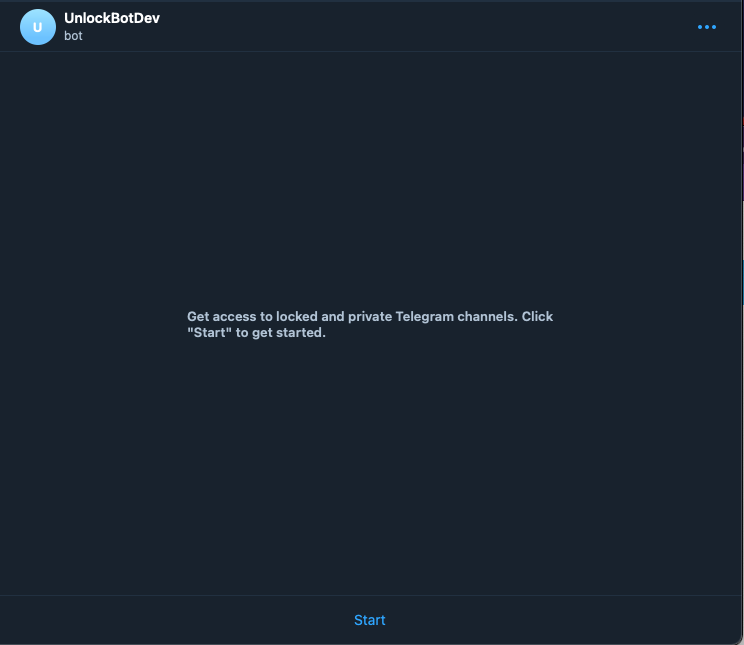 U
UnlockBotDev
bot
Get access to locked and private Telegram channels. Click
"Start" to get started.
Start